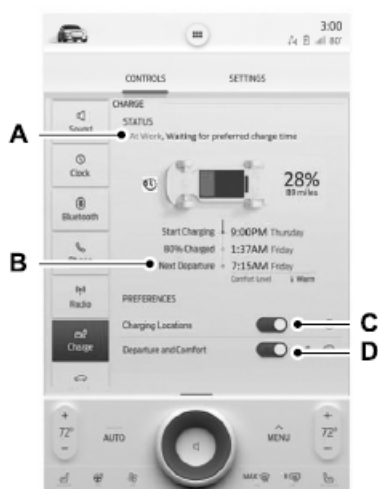 3:00
80°
CONTROLS SETTINGS
CHARGE
A
STATUS
At Work, Waiting for preferred charge time
Sound
Clock
28%
89 miles
Bluetooth
Start Charging 9:00PM Thursday
80% Charged 1:37AM Friday
B
Next Departure 7:15AM Friday
Phone
Comfort Level Warm
Radio
PREFERENCES
Charging Locations
C
Charge
Departure and Comfort
D
+ +
72° AUTO MENU 72°
- -
MAX R